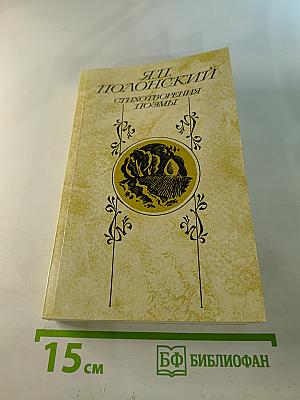 Я.П.
ПОЛОНСКИЙ
СТИХОТВОРЕНИЯ
ПОЭМЫ
15 см
БФ БИБЛИОФАН